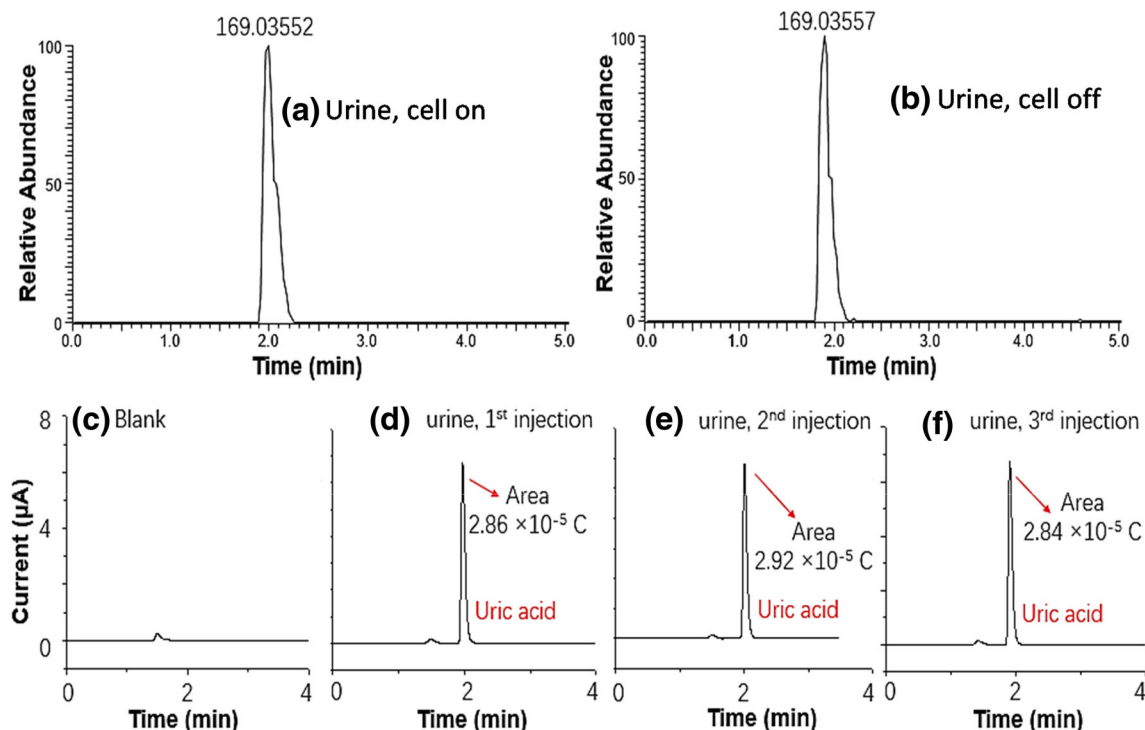 169.03552
(a) Urine, cell on
Relative Abundance
100
50
0
0.0 1.0 2.0 3.0 4.0 5.0
Time (min)
169.03557
(b) Urine, cell off
Relative Abundance
100
50
0
0.0 1.0 2.0 3.0 4.0 5.0
Time (min)
(c) Blank
Current (μA)
8
4
0
0 2 4
Time (min)
(d) urine, 1st injection
Area
2.86 ×10⁻⁵ C
Uric acid
0 2 4
Time (min)
(e) urine, 2nd injection
Area
2.92 ×10⁻⁵ C
Uric acid
0 2 4
Time (min)
(f) urine, 3rd injection
Area
2.84 ×10⁻⁵ C
Uric acid
0 2 4
Time (min)